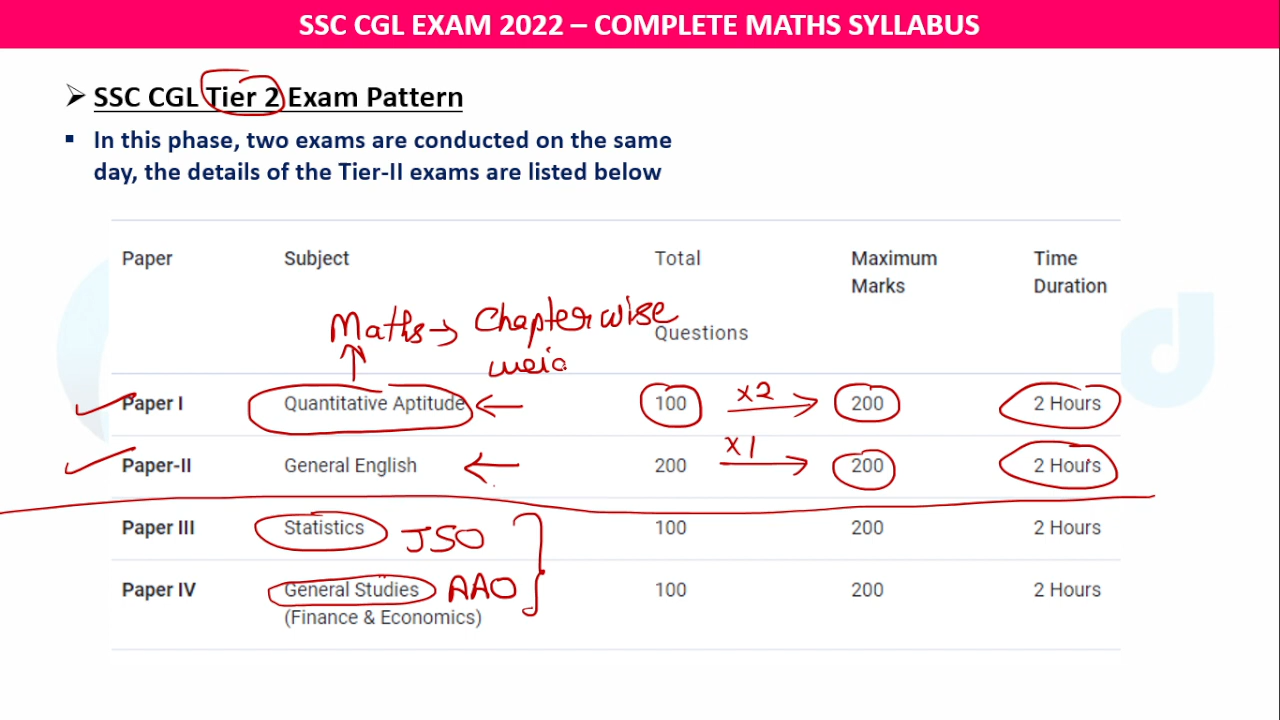 SSC CGL EXAM 2022 – COMPLETE MATHS SYLLABUS
➢ SSC CGL Tier 2 Exam Pattern
▪ In this phase, two exams are conducted on the same
day, the details of the Tier-II exams are listed below
Paper Subject Total Maximum Time
Marks Duration
Maths → Chapterwise
Questions
weig
Paper I Quantitative Aptitude 100 x2 200 2 Hours
Paper-II General English 200 x1 200 2 Hours
Paper III Statistics JSO 100 200 2 Hours
Paper IV General Studies AAO 100 200 2 Hours
(Finance & Economics)